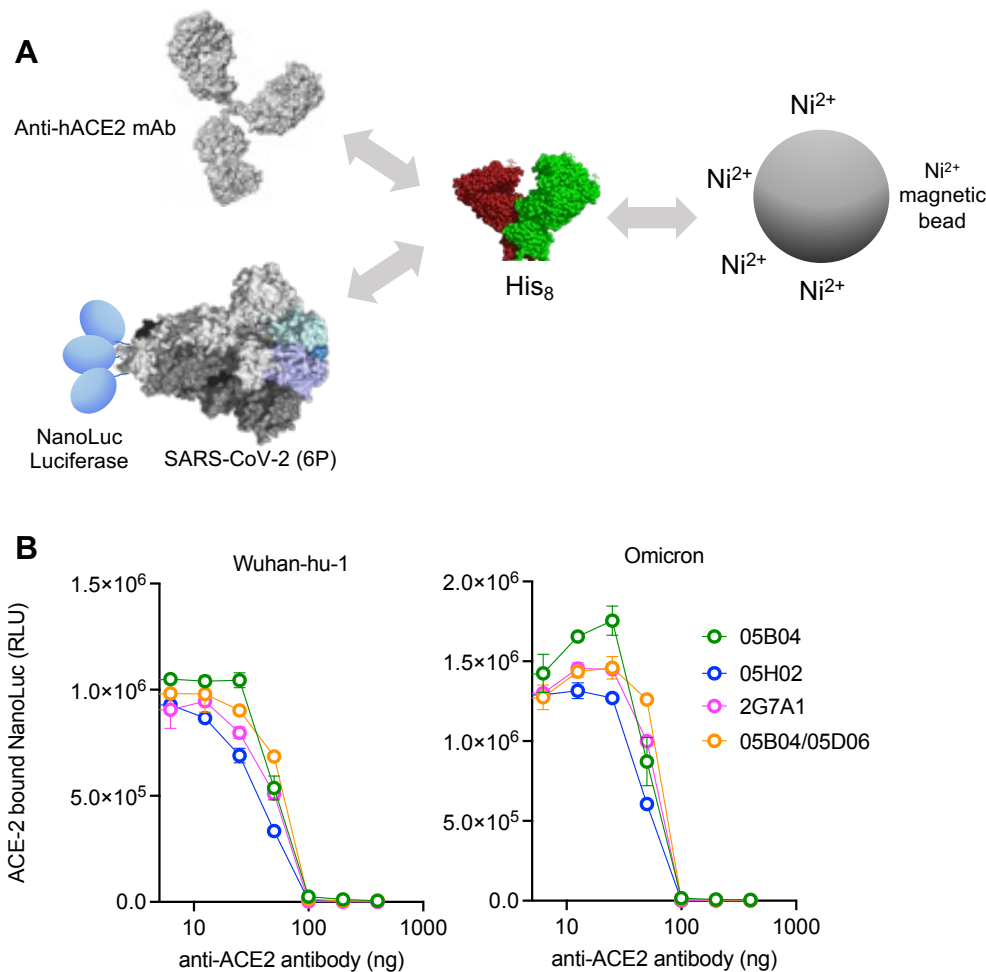 A
Anti-hACE2 mAb
Ni²⁺
Ni²⁺
Ni²⁺
magnetic
bead
Ni²⁺
Ni²⁺
His₈
NanoLuc
Luciferase
SARS-CoV-2 (6P)
B
Wuhan-hu-1
Omicron
ACE-2 bound NanoLuc (RLU)
1.5×10⁶
1.0×10⁶
5.0×10⁵
0.0
10
100
1000
anti-ACE2 antibody (ng)
2.0×10⁶
1.5×10⁶
1.0×10⁶
5.0×10⁵
0.0
10
100
1000
anti-ACE2 antibody (ng)
05B04
05H02
2G7A1
05B04/05D06